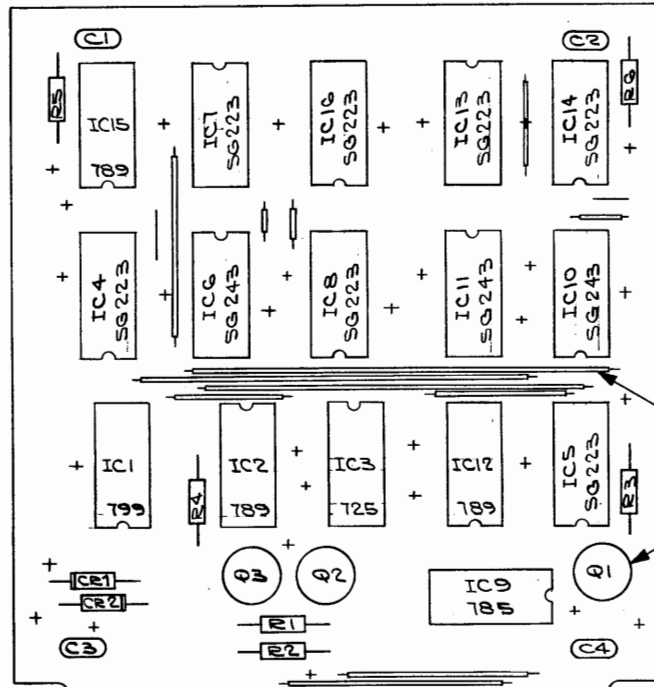 C1
C2
R5
IC15
789
IC7
SG223
IC16
SG223
IC13
SG223
IC14
SG223
R6
IC4
SG223
IC6
SG243
IC8
SG223
IC11
SG243
IC10
SG243
IC1
799
R4
IC2
789
IC3
725
IC12
789
IC5
SG223
R3
CR1
CR2
Q3
Q2
IC9
785
Q1
R1
R2
C3
C4